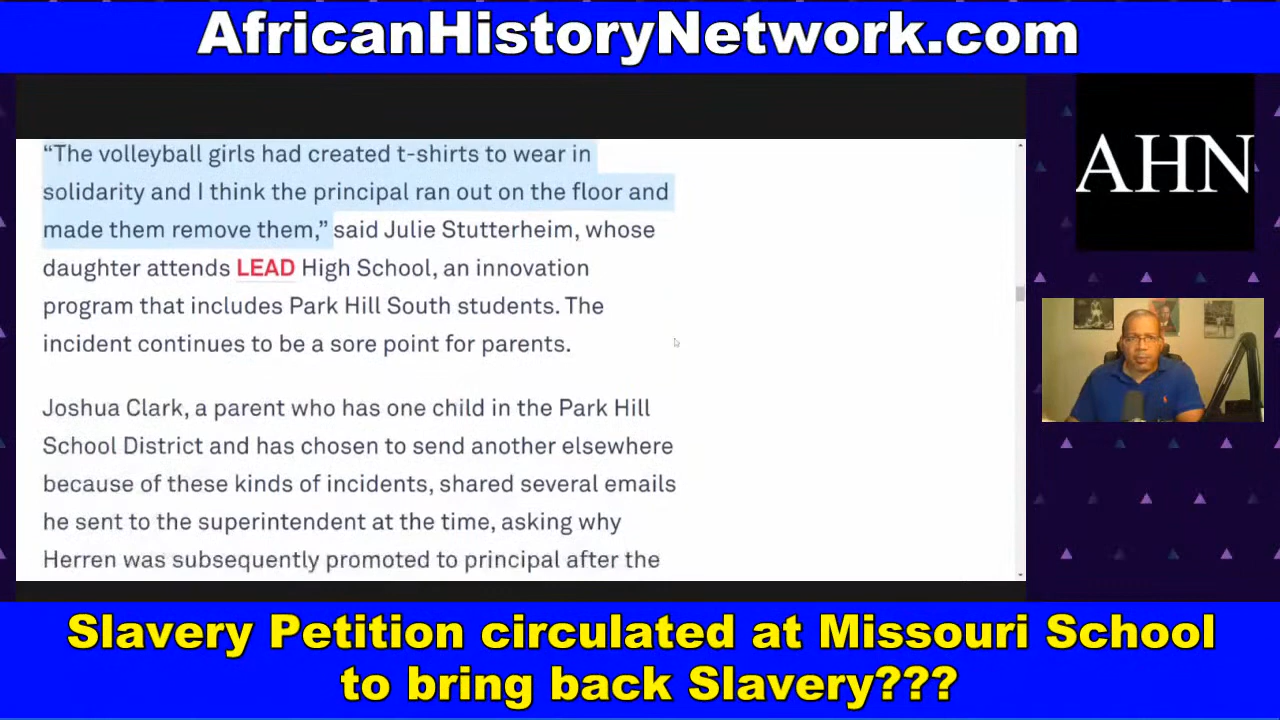 AfricanHistoryNetwork.com
AHN
“The volleyball girls had created t-shirts to wear in
solidarity and I think the principal ran out on the floor and
made them remove them,” said Julie Stutterheim, whose
daughter attends LEAD High School, an innovation
program that includes Park Hill South students. The
incident continues to be a sore point for parents.
Joshua Clark, a parent who has one child in the Park Hill
School District and has chosen to send another elsewhere
because of these kinds of incidents, shared several emails
he sent to the superintendent at the time, asking why
Herren was subsequently promoted to principal after the
Slavery Petition circulated at Missouri School
to bring back Slavery???